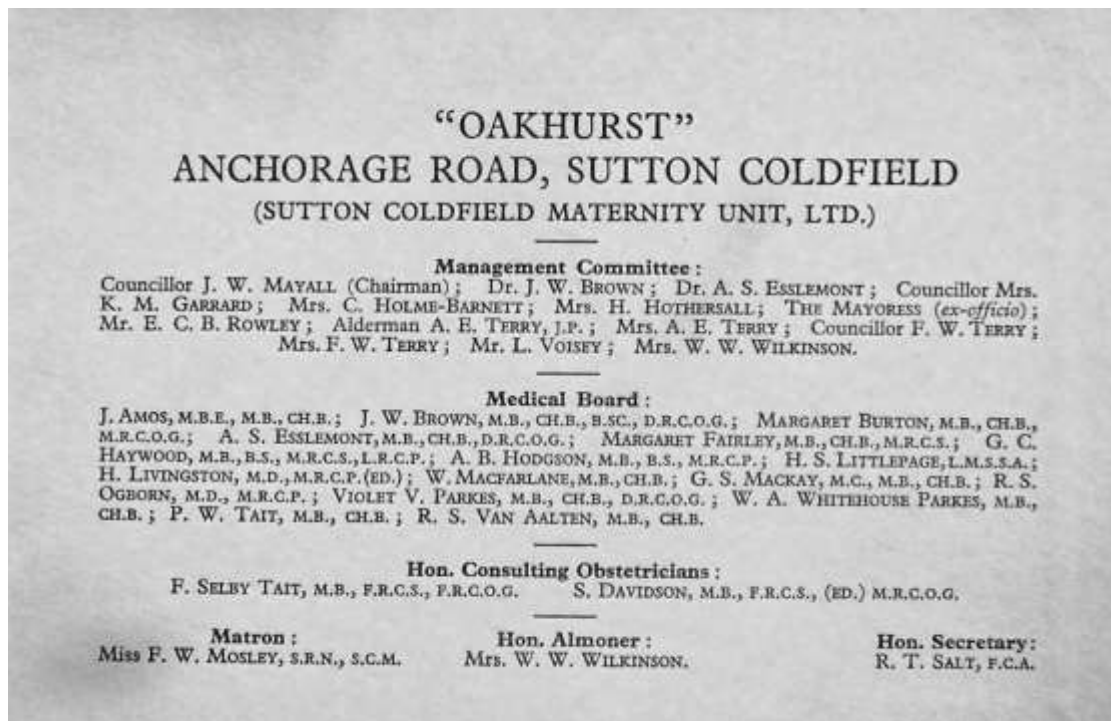 “OAKHURST”
ANCHORAGE ROAD, SUTTON COLDFIELD
(SUTTON COLDFIELD MATERNITY UNIT, LTD.)
Management Committee :
Councillor J. W. MAYALL (Chairman) ; Dr. J. W. BROWN ; Dr. A. S. ESSLEMONT ; Councillor Mrs.
K. M. GARRARD ; Mrs. C. HOLME-BARNETT ; Mrs. H. HOTHERSALL ; THE MAYORESS (ex-officio) ;
Mr. E. C. B. ROWLEY ; Alderman A. E. TERRY, J.P. ; Mrs. A. E. TERRY ; Councillor F. W. TERRY ;
Mrs. F. W. TERRY ; Mr. L. VOISEY ; Mrs. W. W. WILKINSON.
Medical Board :
J. AMOS, M.B.E., M.B., CH.B. ; J. W. BROWN, M.B., CH.B., B.SC., D.R.C.O.G. ; MARGARET BURTON, M.B., CH.B.,
M.R.C.O.G. ; A. S. ESSLEMONT, M.B., CH.B., D.R.C.O.G. ; MARGARET FAIRLEY, M.B., CH.B., M.R.C.S. ; G. C.
HAYWOOD, M.B., B.S., M.R.C.S., L.R.C.P. ; A. B. HODGSON, M.B., B.S., M.R.C.P. ; H. S. LITTLEPAGE, L.M.S.S.A. ;
H. LIVINGSTON, M.D., M.R.C.P. (ED.) ; W. MACFARLANE, M.B., CH.B. ; G. S. MACKAY, M.C., M.B., CH.B. ; R. S.
OGBORN, M.D., M.R.C.P. ; VIOLET V. PARKES, M.B., CH.B., D.R.C.O.G. ; W. A. WHITEHOUSE PARKES, M.B.,
CH.B. ; P. W. TAIT, M.B., CH.B. ; R. S. VAN AALTEN, M.B., CH.B.
Hon. Consulting Obstetricians :
F. SELBY TAIT, M.B., F.R.C.S., F.R.C.O.G. S. DAVIDSON, M.B., F.R.C.S., (ED.) M.R.C.O.G.
Matron : Hon. Almoner : Hon. Secretary :
Miss F. W. MOSLEY, S.R.N., S.C.M. Mrs. W. W. WILKINSON. R. T. SALT, F.C.A.